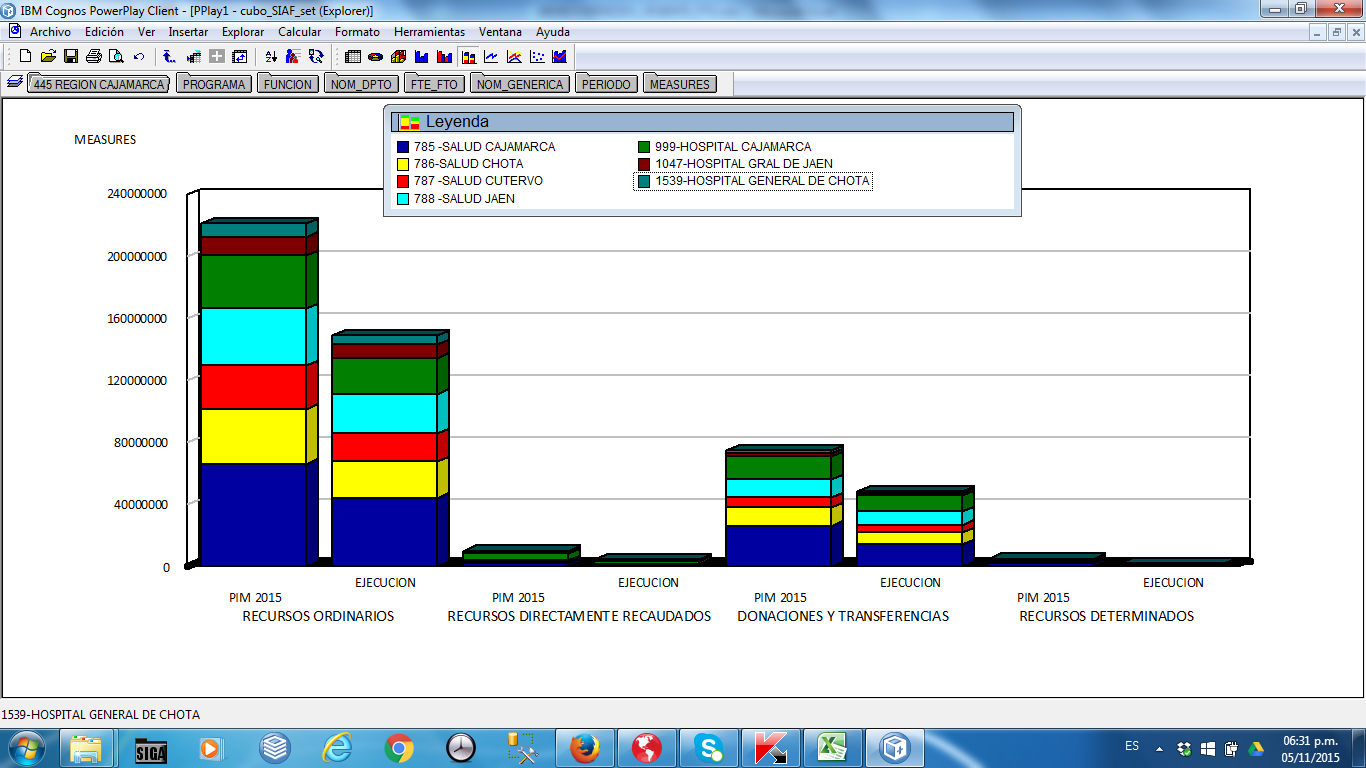 IBM Cognos PowerPlay Client - [PPlay1 - cubo_SIAF_set (Explorer)]
Archivo Edición Ver Insertar Explorar Calcular Formato Herramientas Ventana Ayuda
445 REGION CAJAMARCA PROGRAMA FUNCION NOM_DPTO FTE_FTO NOM_GENERICA PERIODO MEASURES
MEASURES
Leyenda
785 -SALUD CAJAMARCA 999-HOSPITAL CAJAMARCA
786-SALUD CHOTA 1047-HOSPITAL GRAL DE JAEN
787 -SALUD CUTERVO 1539-HOSPITAL GENERAL DE CHOTA
788 -SALUD JAEN
240000000
200000000
160000000
120000000
80000000
40000000
0
EJECUCION EJECUCION EJECUCION EJECUCION
PIM 2015 PIM 2015 PIM 2015 PIM 2015
RECURSOS ORDINARIOS RECURSOS DIRECTAMENTE RECAUDADOS DONACIONES Y TRANSFERENCIAS RECURSOS DETERMINADOS
1539-HOSPITAL GENERAL DE CHOTA
SIGA
ES
06:31 p.m.
05/11/2015